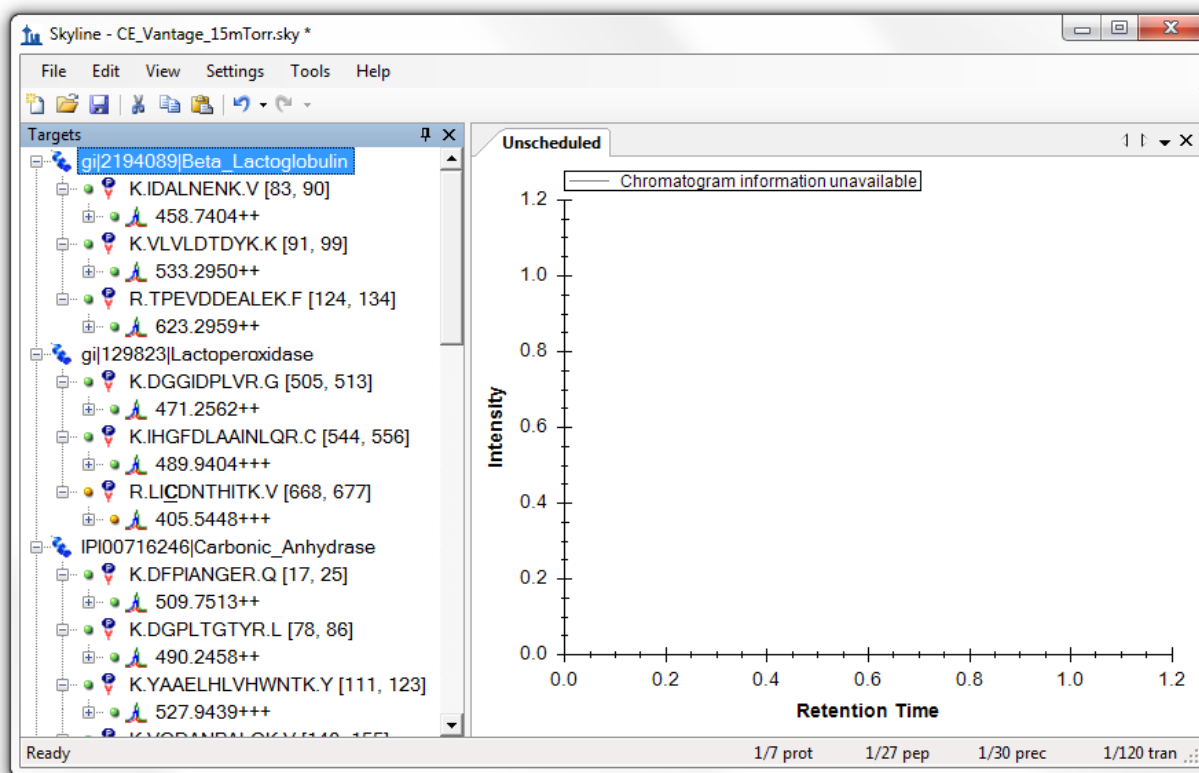 Skyline - CE_Vantage_15mTorr.sky *
File Edit View Settings Tools Help
Targets
gi|2194089|Beta_Lactoglobulin
K.IDALNENK.V [83, 90]
458.7404++
K.VLVLDTDYK.K [91, 99]
533.2950++
R.TPEVDDEALEK.F [124, 134]
623.2959++
gi|129823|Lactoperoxidase
K.DGGIDPLVR.G [505, 513]
471.2562++
K.IHGFDLAAINLQR.C [544, 556]
489.9404+++
R.LICDNTHITK.V [668, 677]
405.5448+++
IPI00716246|Carbonic_Anhydrase
K.DFPIANGER.Q [17, 25]
509.7513++
K.DGPLTGTYR.L [78, 86]
490.2458++
K.YAAELHLVHWNTK.Y [111, 123]
527.9439+++
Unscheduled
Chromatogram information unavailable
1.2
1.0
0.8
0.6
0.4
0.2
0.0
Intensity
0.0 0.2 0.4 0.6 0.8 1.0 1.2
Retention Time
Ready 1/7 prot 1/27 pep 1/30 prec 1/120 tran